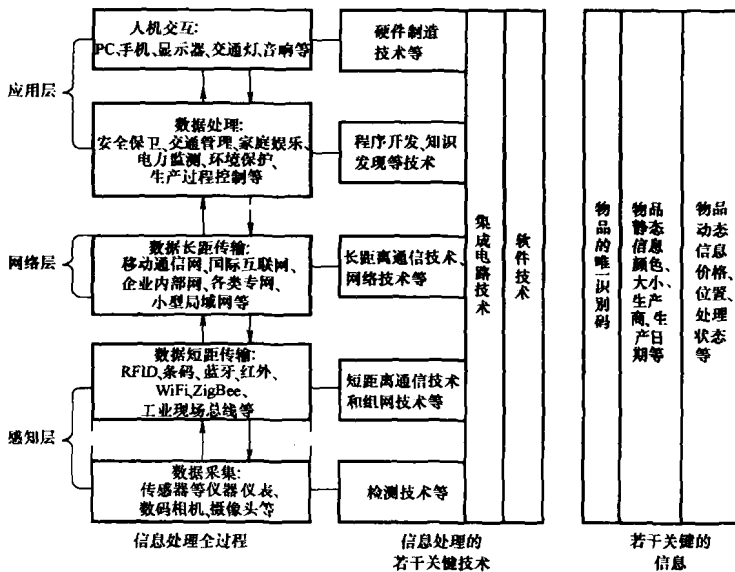 应用层
人机交互:
PC、手机、显示器、交通灯、音响等
硬件制造
技术等
数据处理:
安全保卫、交通管理、家庭娱乐、
电力监测、环境保护、
生产过程控制等
程序开发、知识
发现等技术
网络层
数据长距传输:
移动通信网、国际互联网、
企业内部网、各类专网、
小型局域网等
长距离通信技术、
网络技术等
感知层
数据短距传输:
RFID、条码、蓝牙、红外、
WiFi、ZigBee、
工业现场总线等
短距离通信技术
和组网技术等
数据采集:
传感器等仪器仪表、
数码相机、摄像头等
检测技术等
集成电路技术
软件技术
物品的唯一识别码
物品
静态
信息
颜色、
大小、
生产
商、生
产日
期等
物品
动态
信息
价格、
位置、
处理
状态
等
信息处理全过程
信息处理的
若干关键技术
若干关键的
信息